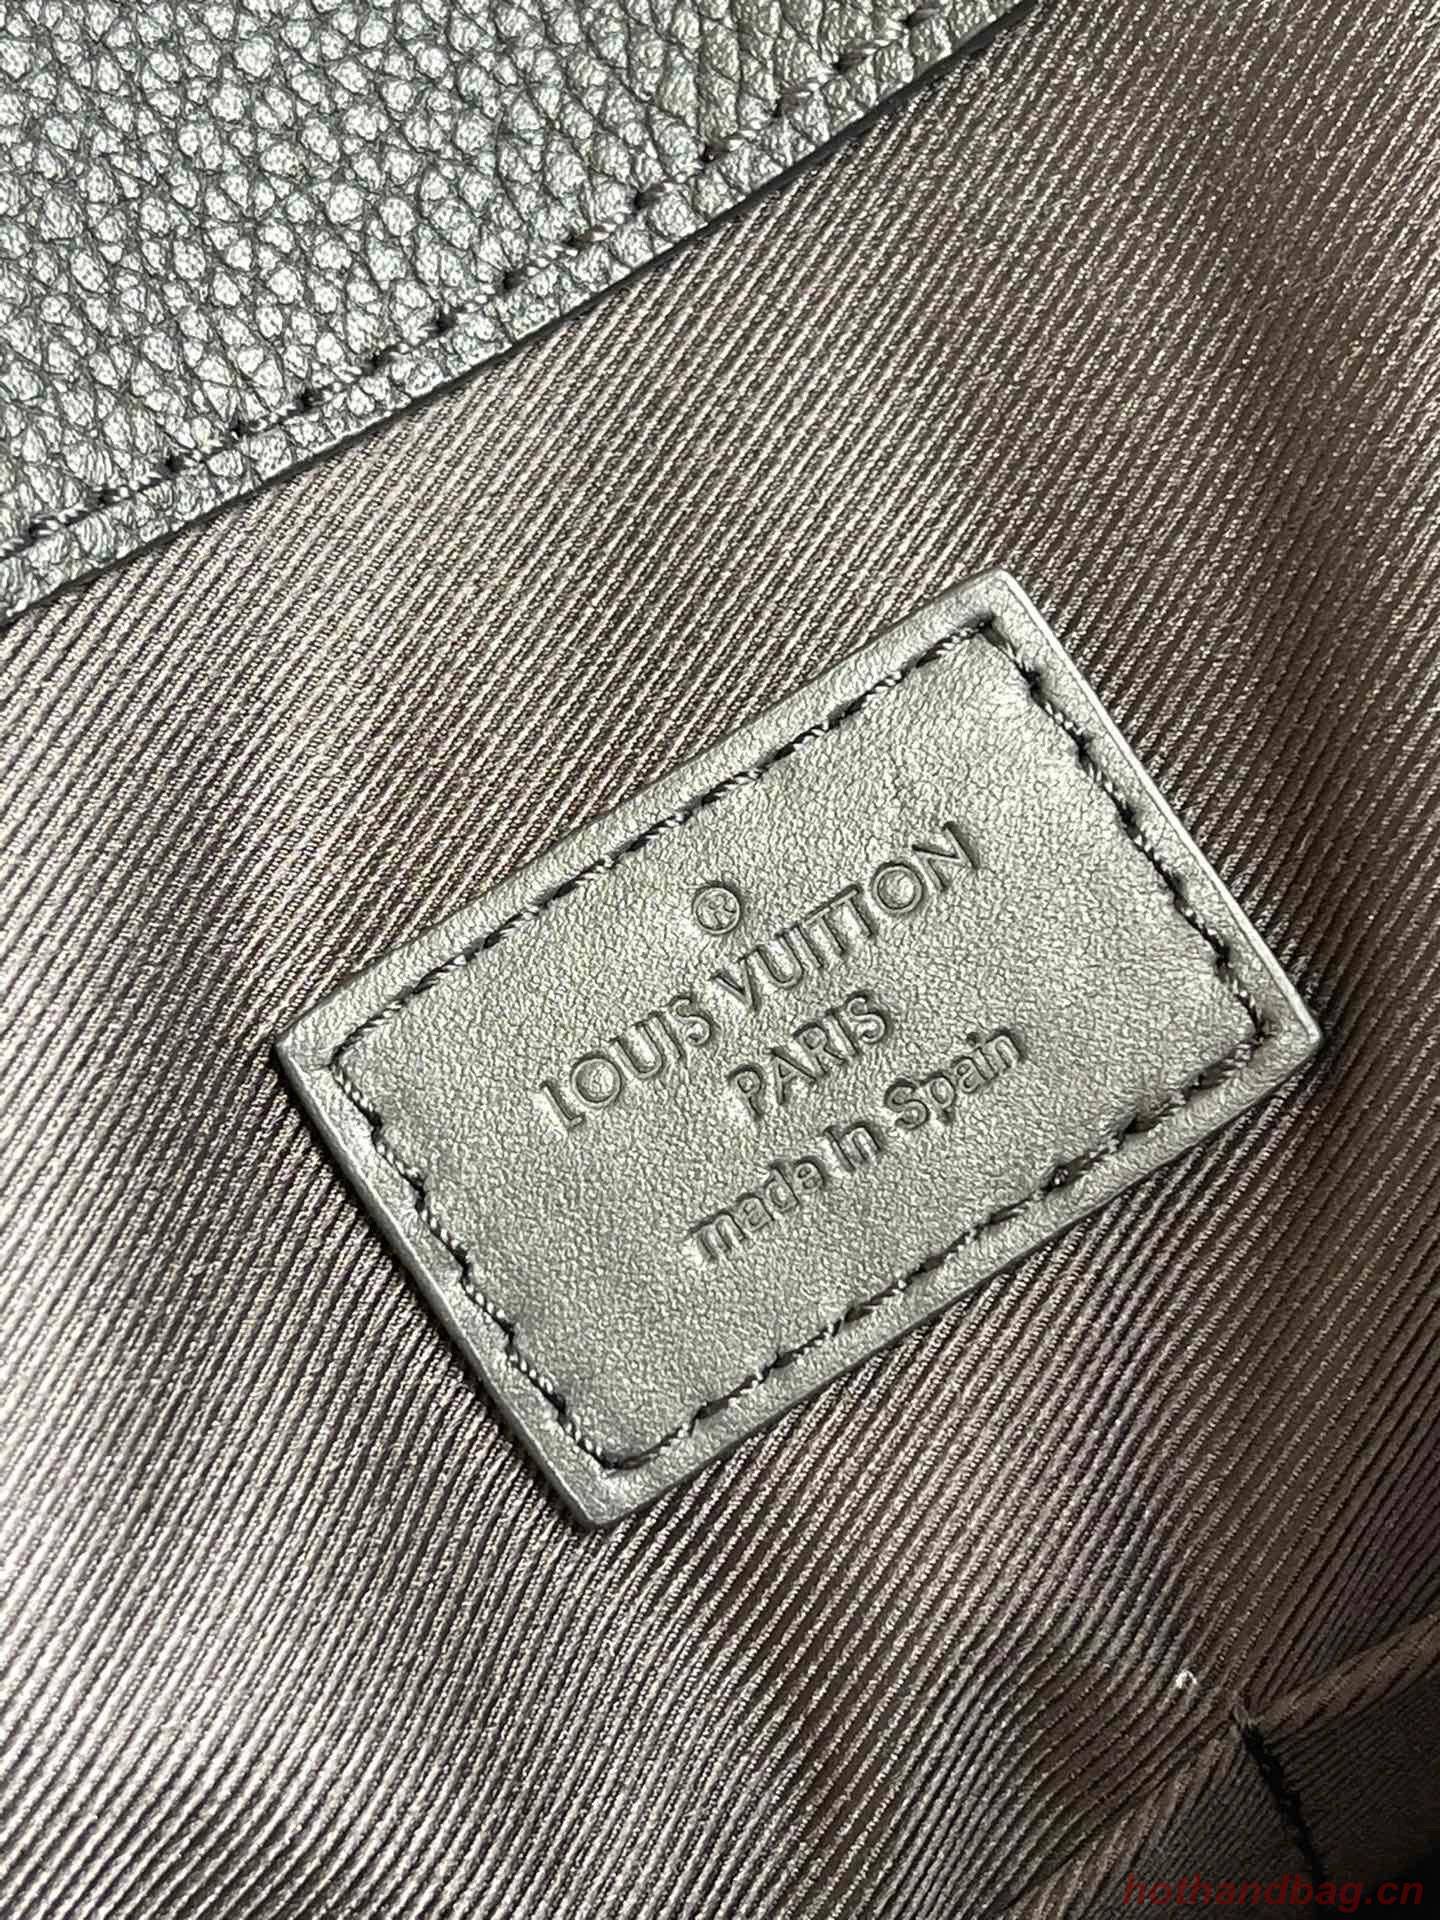 ®
LOUIS VUITTON
PARIS
made in Spain
hothandbag.cn